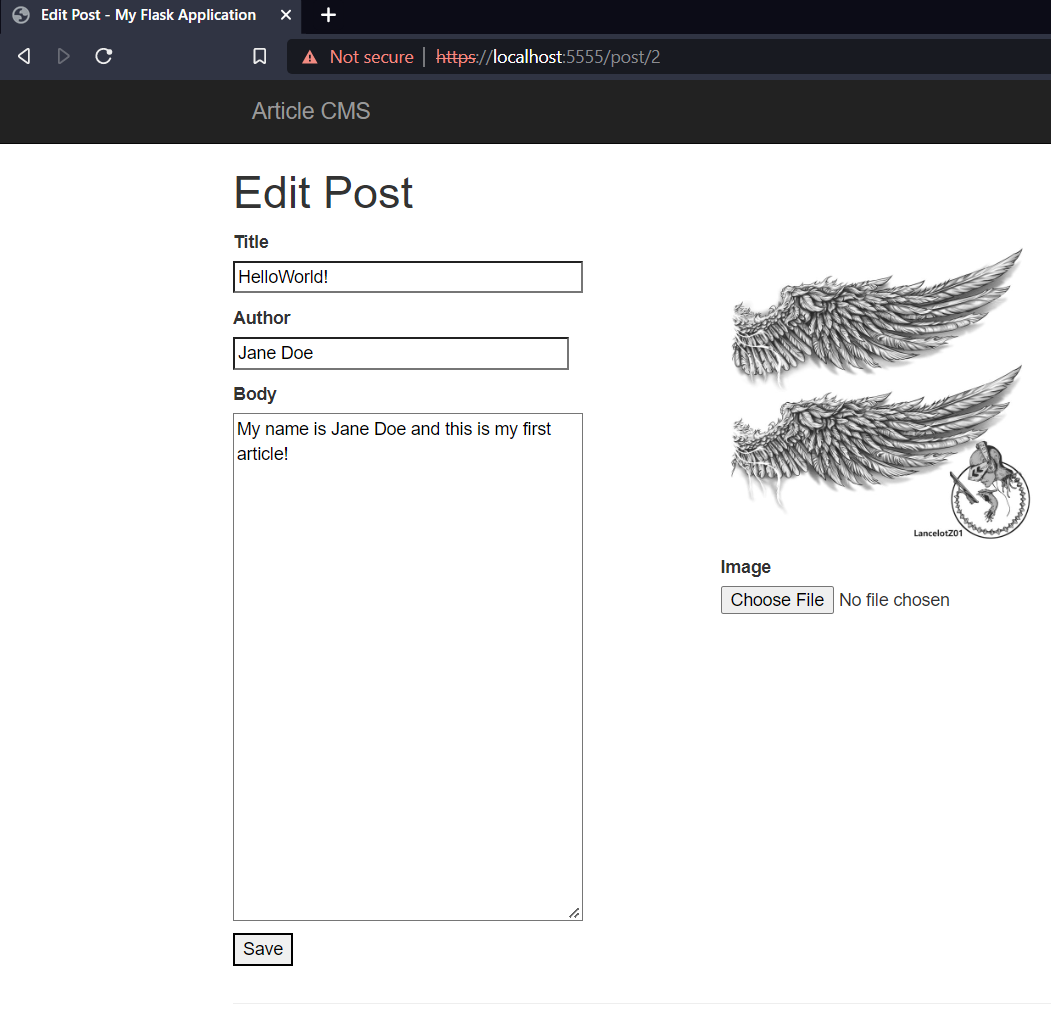 Edit Post - My Flask Application
Not secure | https://localhost:5555/post/2
Article CMS
Edit Post
Title
HelloWorld!
Author
Jane Doe
Body
My name is Jane Doe and this is my first
article!
LancelotZ01
Image
Choose File No file chosen
Save